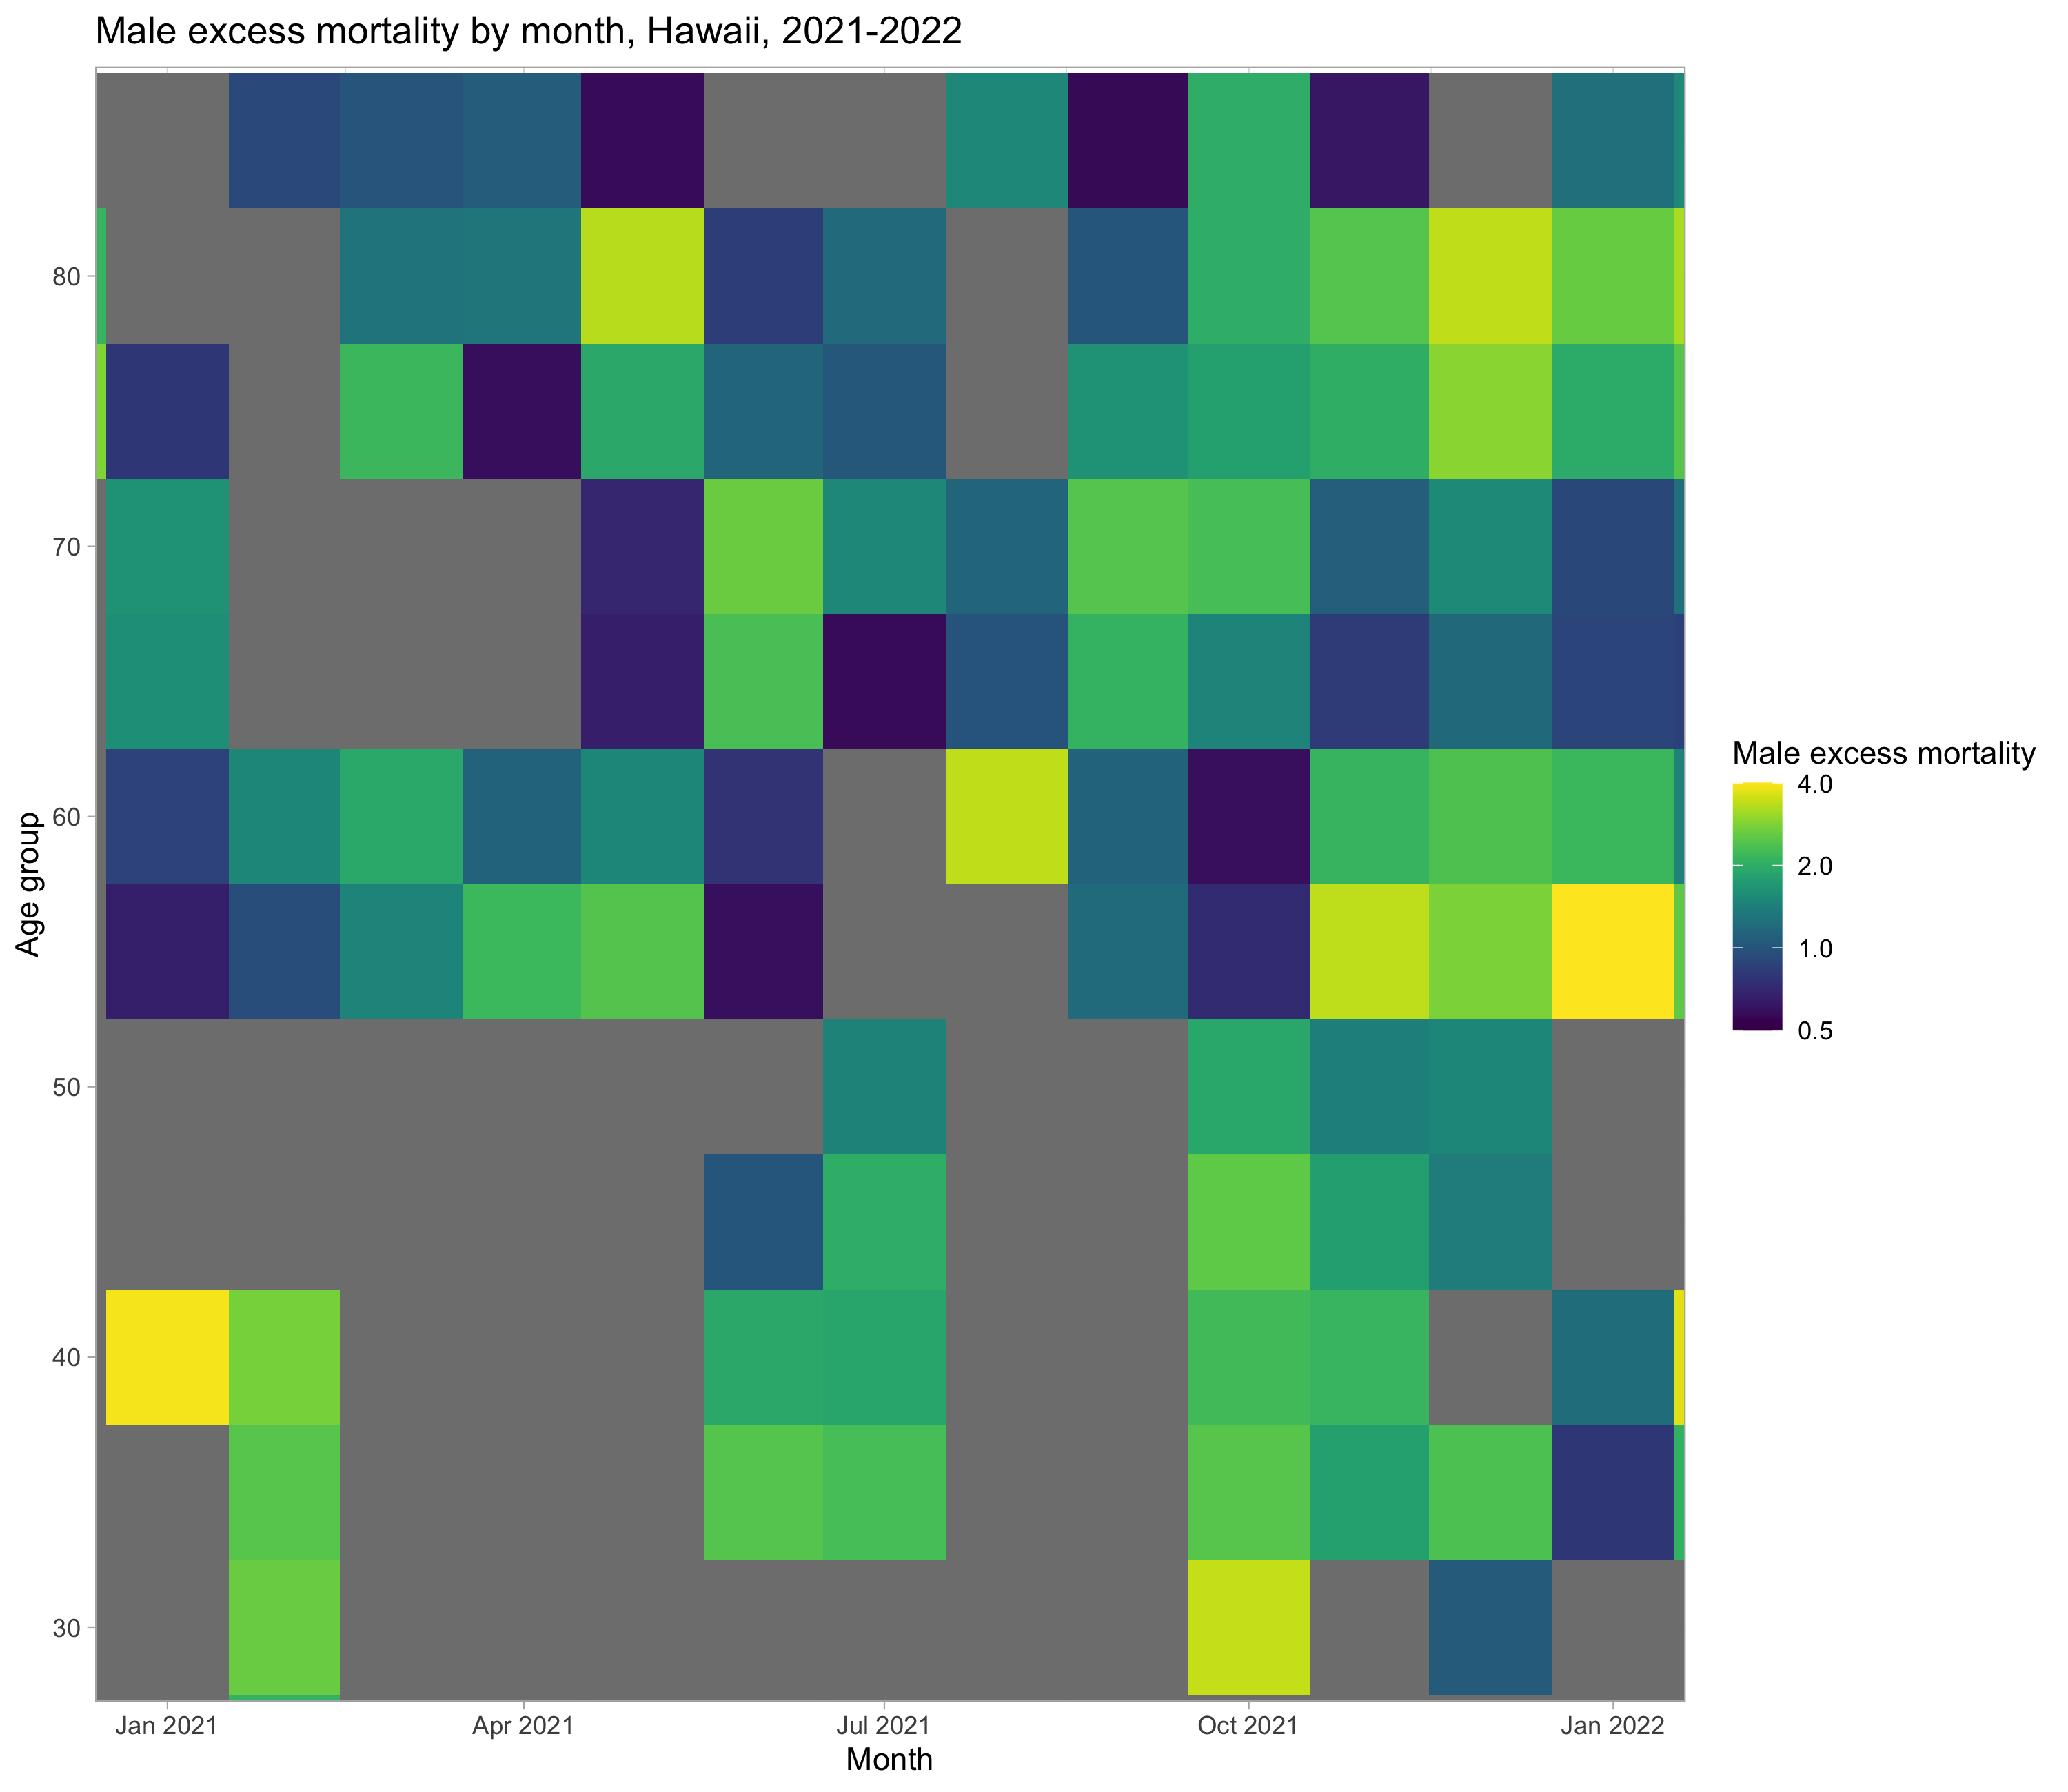 Male excess mortality by month, Hawaii, 2021-2022
Age group
80
70
60
50
40
30
Jan 2021
Apr 2021
Jul 2021
Oct 2021
Jan 2022
Month
Male excess mortality
4.0
2.0
1.0
0.5